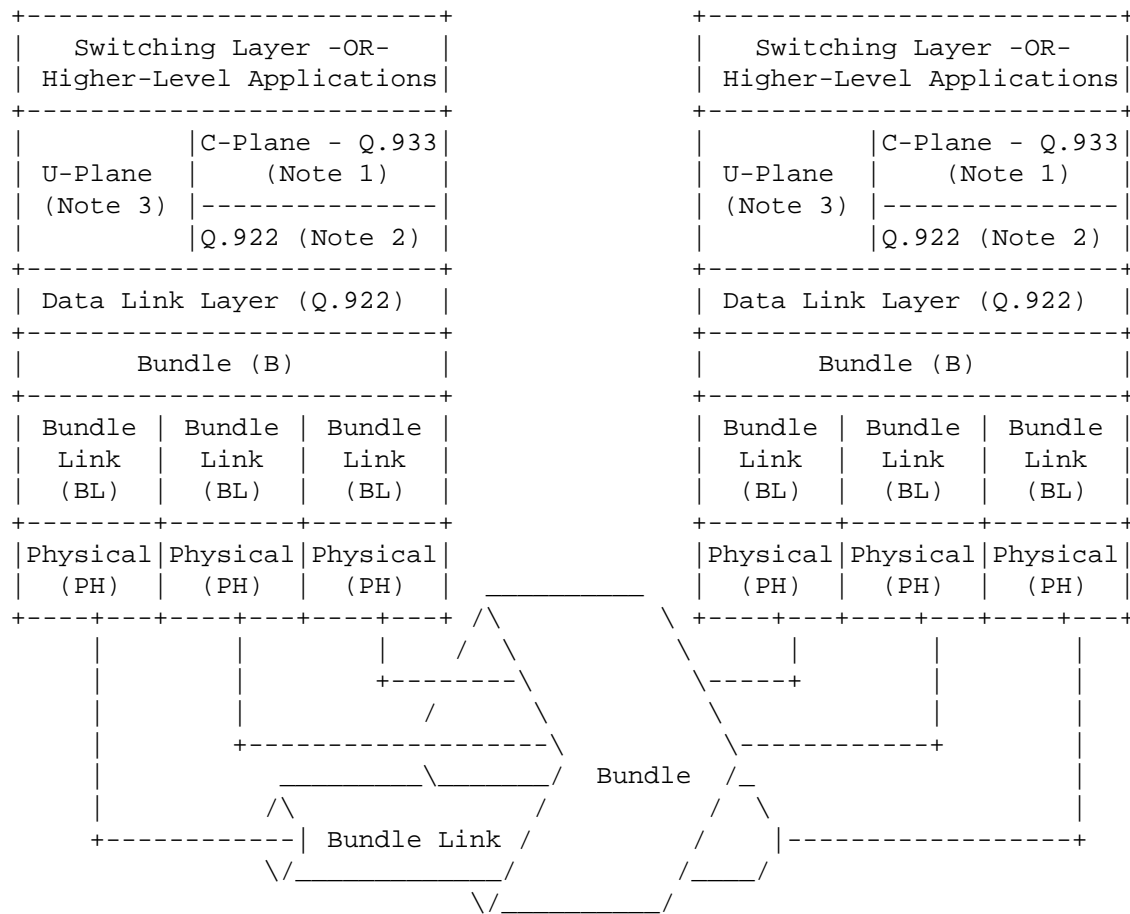 Switching Layer -OR- Switching Layer -OR-
Higher-Level Applications Higher-Level Applications
C-Plane - Q.933 C-Plane - Q.933
U-Plane (Note 1) U-Plane (Note 1)
(Note 3) (Note 3)
Q.922 (Note 2) Q.922 (Note 2)
Data Link Layer (Q.922) Data Link Layer (Q.922)
Bundle (B) Bundle (B)
Bundle Bundle Bundle Bundle Bundle Bundle
Link Link Link Link Link Link
(BL) (BL) (BL) (BL) (BL) (BL)
Physical Physical Physical Physical Physical Physical
(PH) (PH) (PH) (PH) (PH) (PH)
Bundle
Bundle Link